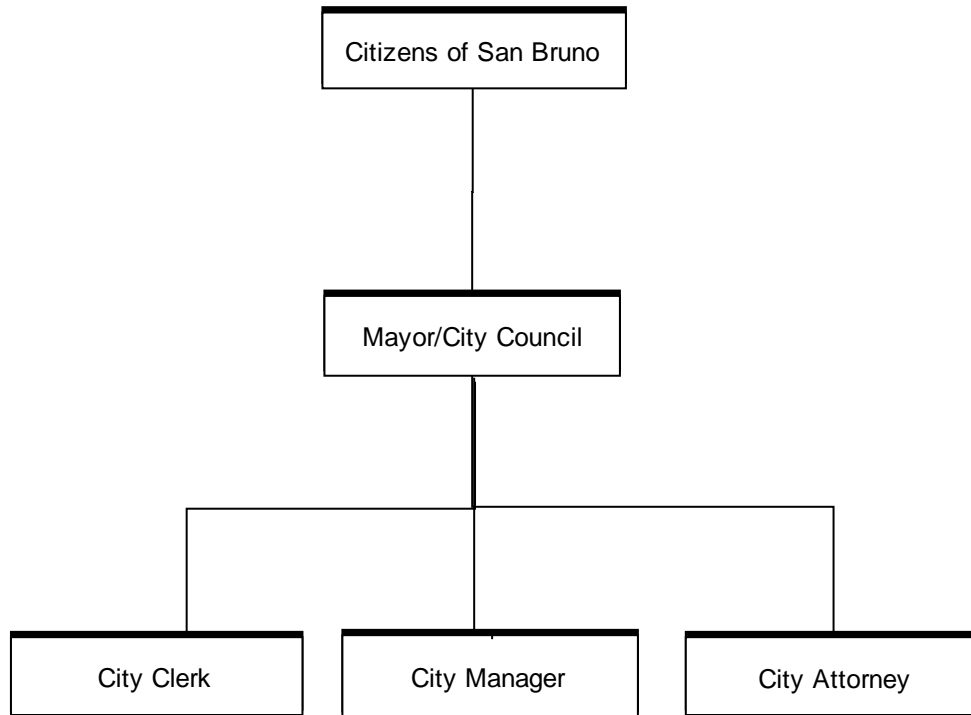 Citizens of San Bruno
Mayor/City Council
City Clerk
City Manager
City Attorney